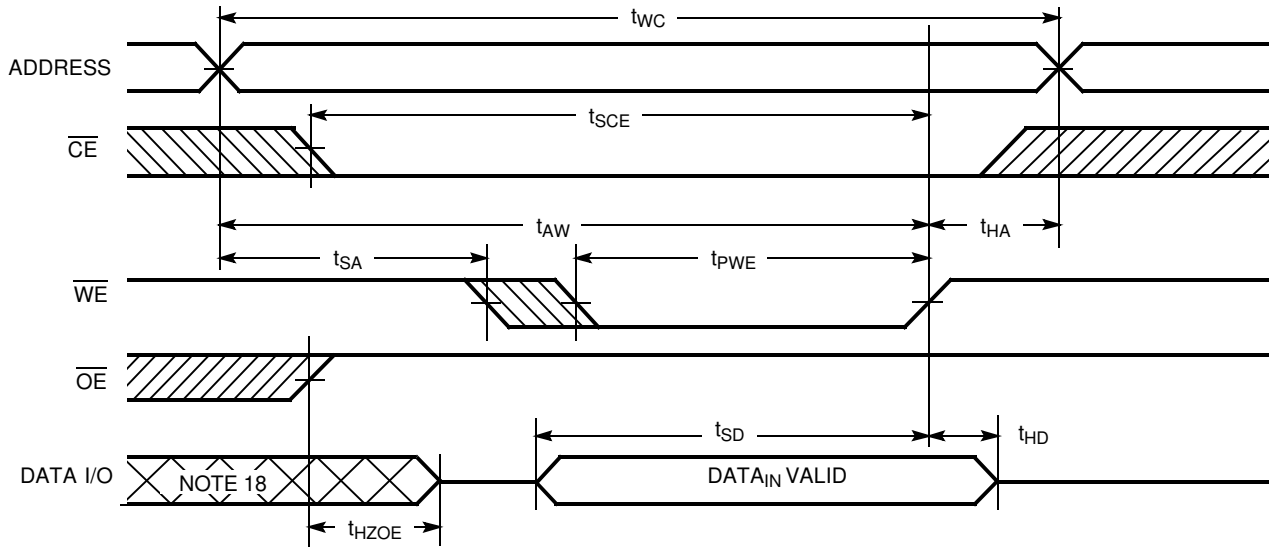 tWC
ADDRESS
tSCE
CE
tAW
tHA
tSA
tPWE
WE
OE
tSD
tHD
DATA I/O
NOTE 18
DATAIN VALID
tHZOE